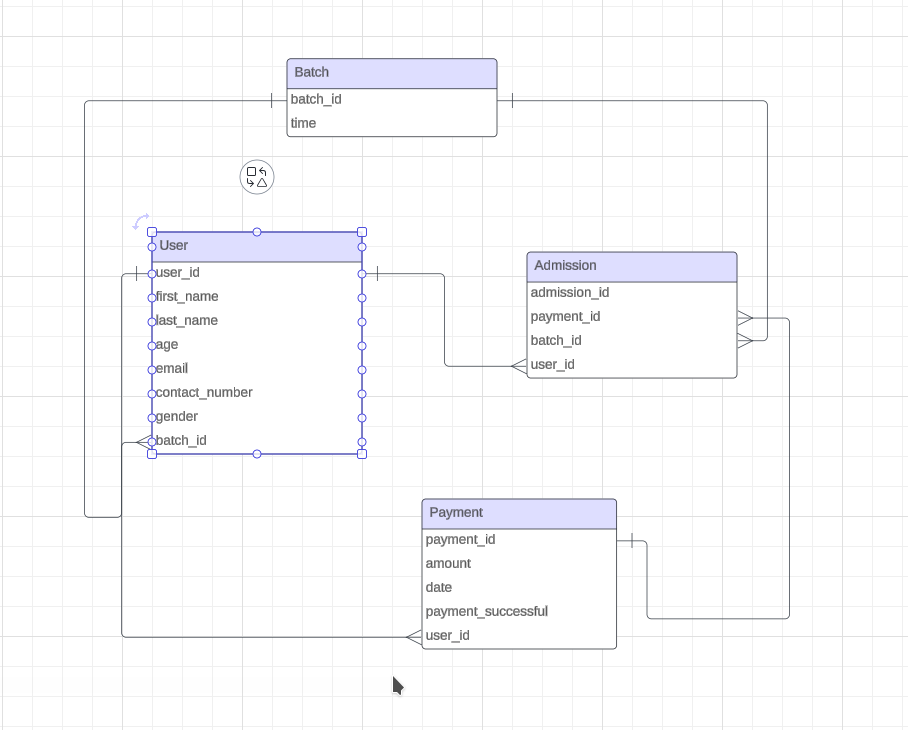 Batch
batch_id
time
User
user_id
first_name
last_name
age
email
contact_number
gender
batch_id
Admission
admission_id
payment_id
batch_id
user_id
Payment
payment_id
amount
date
payment_successful
user_id